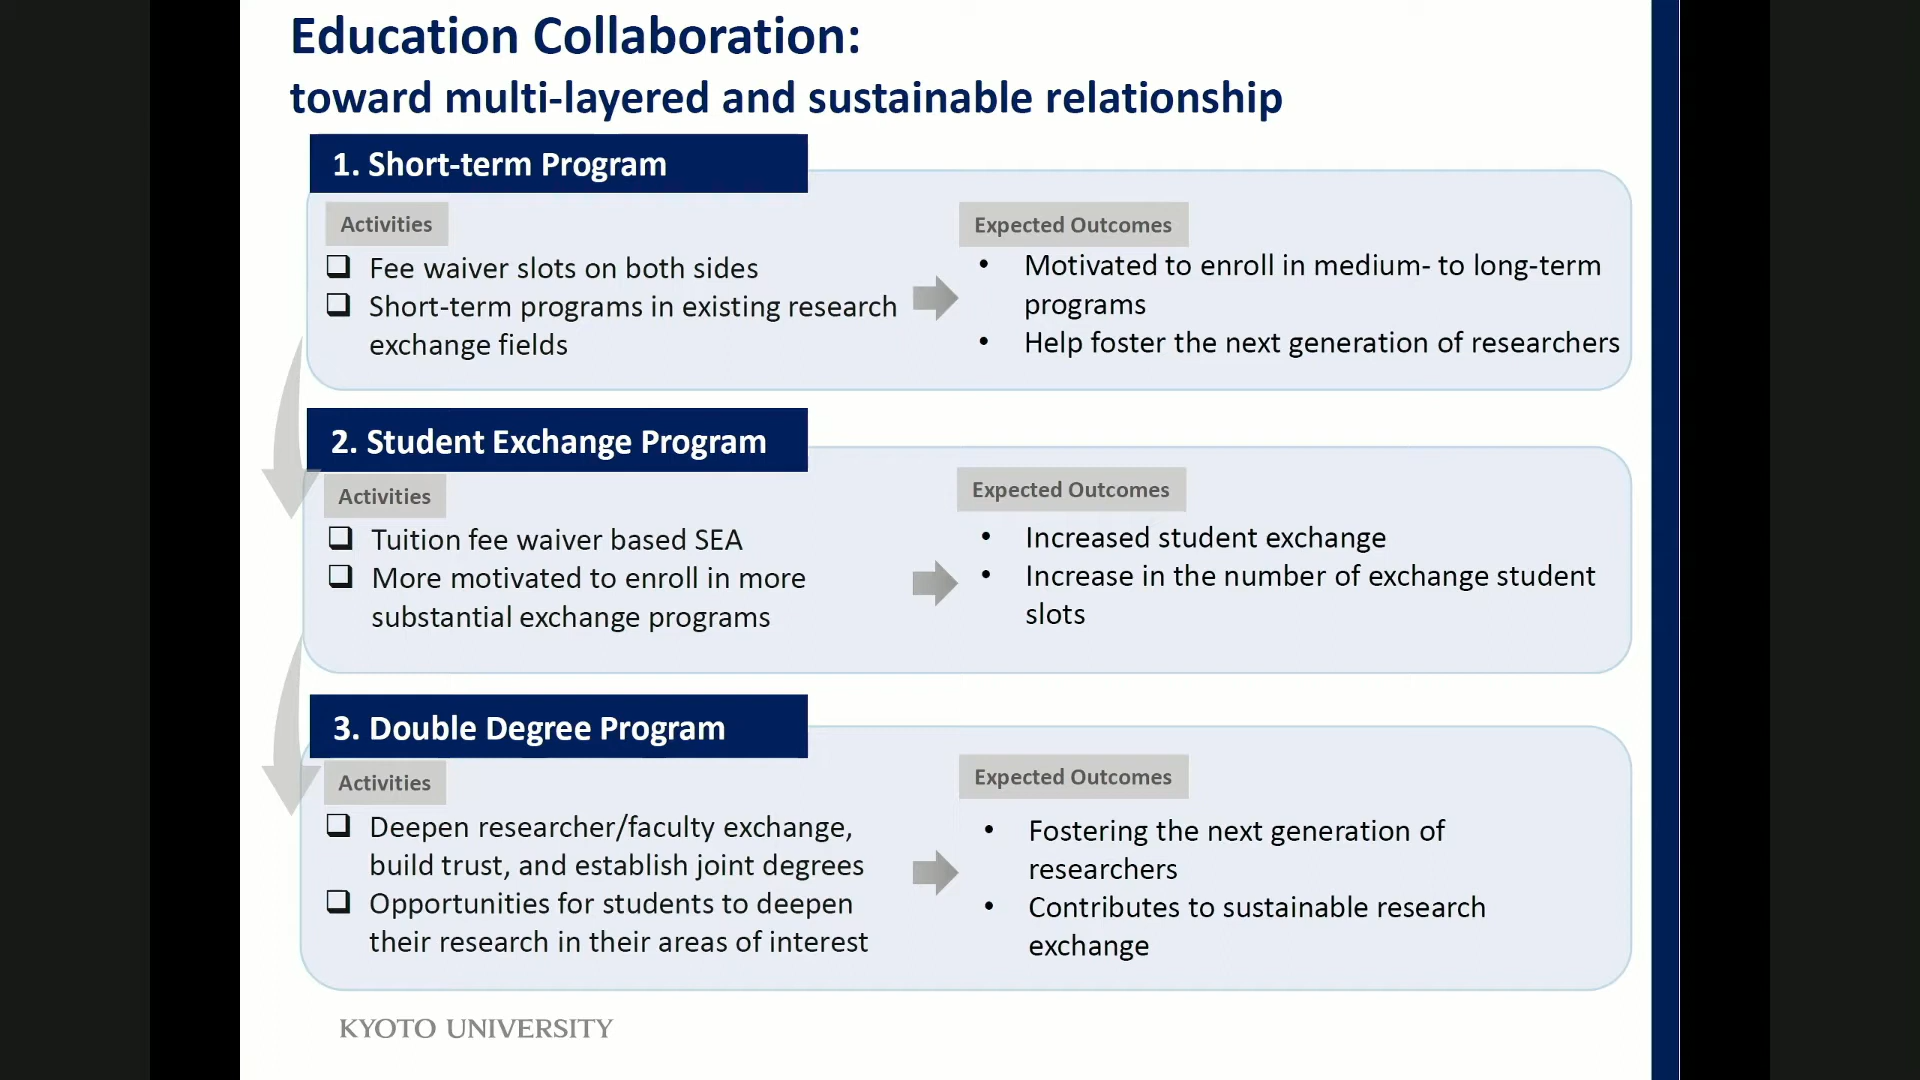 Education Collaboration:
toward multi-layered and sustainable relationship
1. Short-term Program
Activities
Fee waiver slots on both sides
Short-term programs in existing research
exchange fields
Expected Outcomes
Motivated to enroll in medium- to long-term
programs
Help foster the next generation of researchers
2. Student Exchange Program
Activities
Tuition fee waiver based SEA
More motivated to enroll in more
substantial exchange programs
Expected Outcomes
Increased student exchange
Increase in the number of exchange student
slots
3. Double Degree Program
Activities
Deepen researcher/faculty exchange,
build trust, and establish joint degrees
Opportunities for students to deepen
their research in their areas of interest
Expected Outcomes
Fostering the next generation of
researchers
Contributes to sustainable research
exchange
KYOTO UNIVERSITY